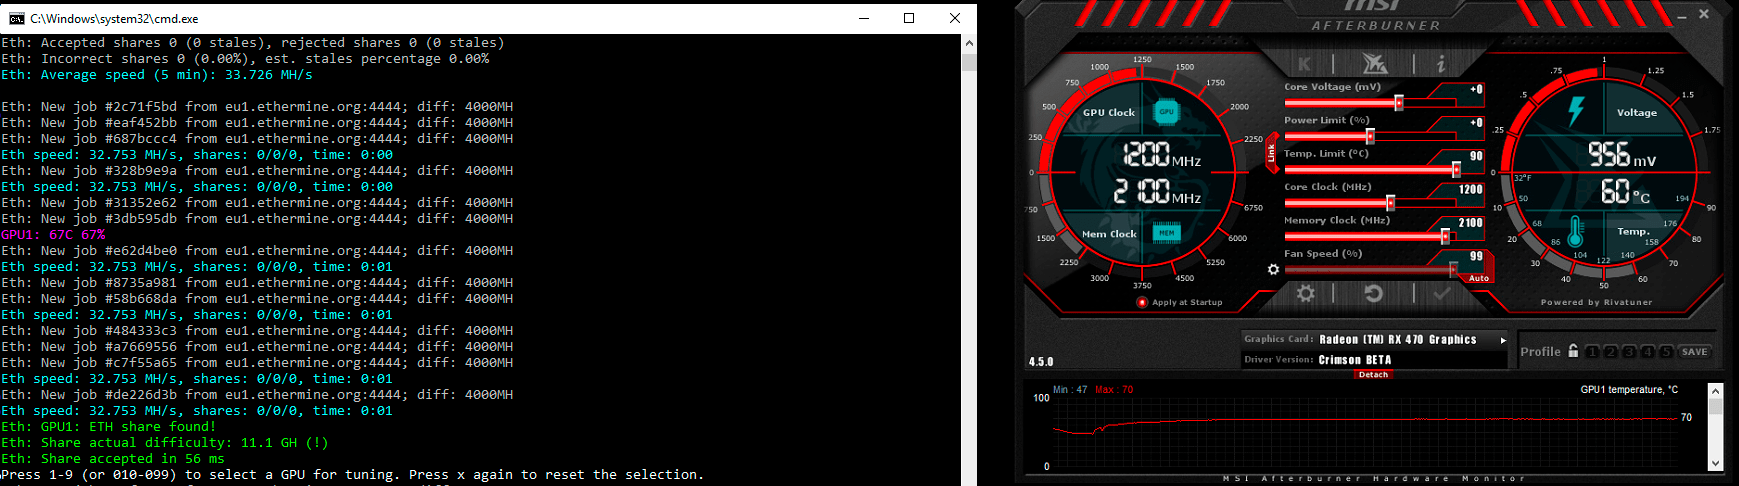 C:\Windows\system32\cmd.exe
Eth: Accepted shares 0 (0 stales), rejected shares 0 (0 stales)
Eth: Incorrect shares 0 (0.00%), est. stales percentage 0.00%
Eth: Average speed (5 min): 33.726 MH/s
Eth: New job #2c71f5bd from eu1.ethermine.org:4444; diff: 4000MH
Eth: New job #eaf452bb from eu1.ethermine.org:4444; diff: 4000MH
Eth: New job #687bccc4 from eu1.ethermine.org:4444; diff: 4000MH
Eth speed: 32.753 MH/s, shares: 0/0/0, time: 0:00
Eth: New job #328b9e9a from eu1.ethermine.org:4444; diff: 4000MH
Eth speed: 32.753 MH/s, shares: 0/0/0, time: 0:00
Eth: New job #31352e62 from eu1.ethermine.org:4444; diff: 4000MH
Eth: New job #3db595db from eu1.ethermine.org:4444; diff: 4000MH
GPU1: 67C 67%
Eth: New job #e62d4be0 from eu1.ethermine.org:4444; diff: 4000MH
Eth speed: 32.753 MH/s, shares: 0/0/0, time: 0:01
Eth: New job #8735a981 from eu1.ethermine.org:4444; diff: 4000MH
Eth: New job #58b668da from eu1.ethermine.org:4444; diff: 4000MH
Eth speed: 32.753 MH/s, shares: 0/0/0, time: 0:01
Eth: New job #484333c3 from eu1.ethermine.org:4444; diff: 4000MH
Eth: New job #a7669556 from eu1.ethermine.org:4444; diff: 4000MH
Eth: New job #c7f55a65 from eu1.ethermine.org:4444; diff: 4000MH
Eth speed: 32.753 MH/s, shares: 0/0/0, time: 0:01
Eth: New job #de226d3b from eu1.ethermine.org:4444; diff: 4000MH
Eth speed: 32.753 MH/s, shares: 0/0/0, time: 0:01
Eth: GPU1: ETH share found!
Eth: Share actual difficulty: 11.1 GH (!)
Eth: Share accepted in 56 ms
Press 1-9 (or 010-099) to select a GPU for tuning. Press x again to reset the selection.
msi
AFTERBURNER
K i
0 250 500 750 1000 1250 1500 1750 2000 2250
GPU Clock GPU
1200 MHz
2100 MHz
Mem Clock MEM
750 1500 2250 3000 3750 4500 5250 6000 6750
Apply at Startup
Link
Core Voltage (mV) +0
Power Limit (%) +0
Temp. Limit (°C) 90
Core Clock (MHz) 1200
Memory Clock (MHz) 2100
Fan Speed (%) 99
Auto
0 .25 .5 .75 1 1.25 1.5 1.75
Voltage
956 mV
60 °C
Temp.
32°F 50 68 86 104 122 140 158 176 194
10 20 30 40 50 60 70 80 90
Powered by Rivatuner
4.5.0
Graphics Card: Radeon (TM) RX 470 Graphics
Driver Version: Crimson BETA
Detach
Profile 1 2 3 4 5 SAVE
Min : 47 Max : 70 GPU1 temperature, °C
100
70
0
MSI Afterburner Hardware Monitor